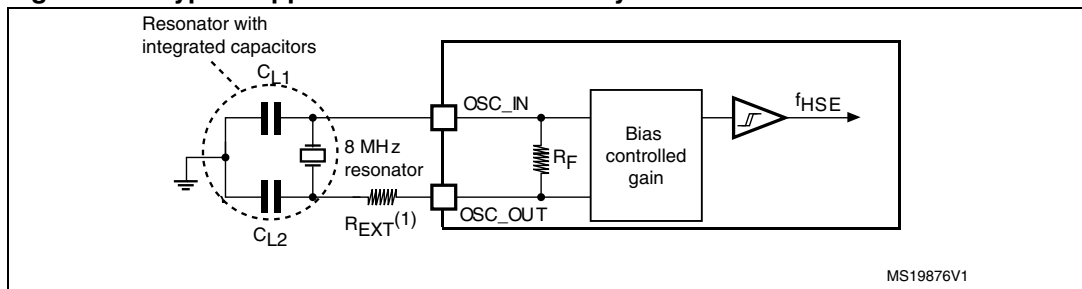 Resonator with
integrated capacitors
CL1
OSC_IN
fHSE
8 MHz
resonator
RF
Bias
controlled
gain
REXT(1)
OSC_OUT
CL2
MS19876V1